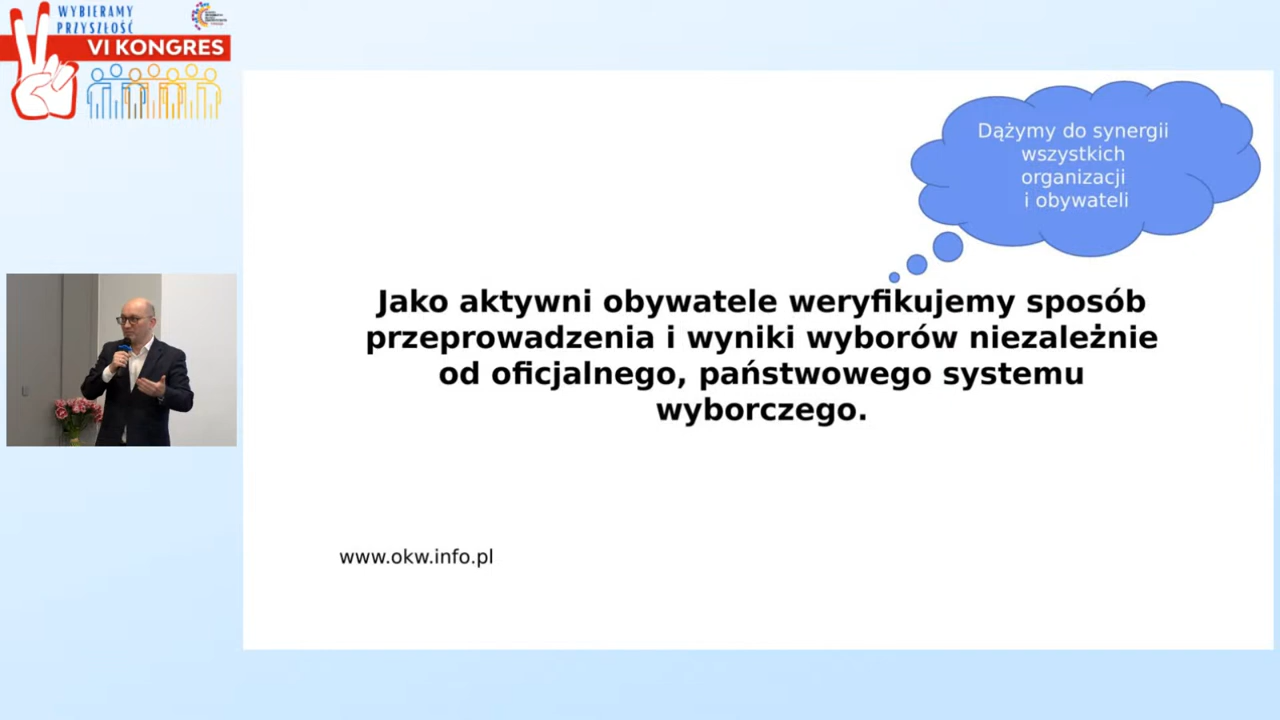 WYBIERAMY
PRZYSZŁOŚĆ
VI KONGRES
Dążymy do synergii
wszystkich
organizacji
i obywateli
Jako aktywni obywatele weryfikujemy sposób
przeprowadzenia i wyniki wyborów niezależnie
od oficjalnego, państwowego systemu
wyborczego.
www.okw.info.pl